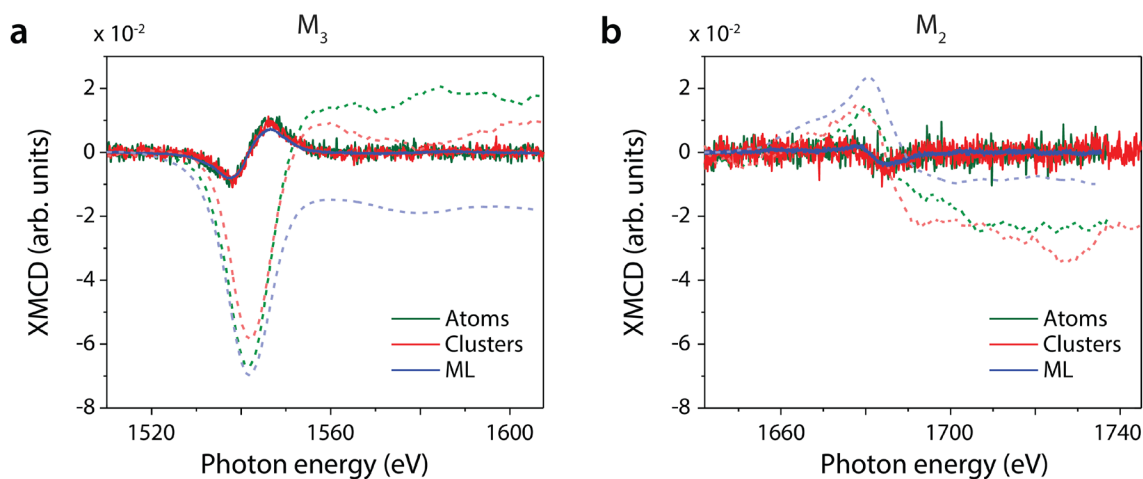 a
x 10⁻²
M₃
2
0
-2
-4
-6
-8
XMCD (arb. units)
Atoms
Clusters
ML
1520
1560
1600
Photon energy (eV)
b
x 10⁻²
M₂
2
0
-2
-4
-6
-8
XMCD (arb. units)
Atoms
Clusters
ML
1660
1700
1740
Photon energy (eV)